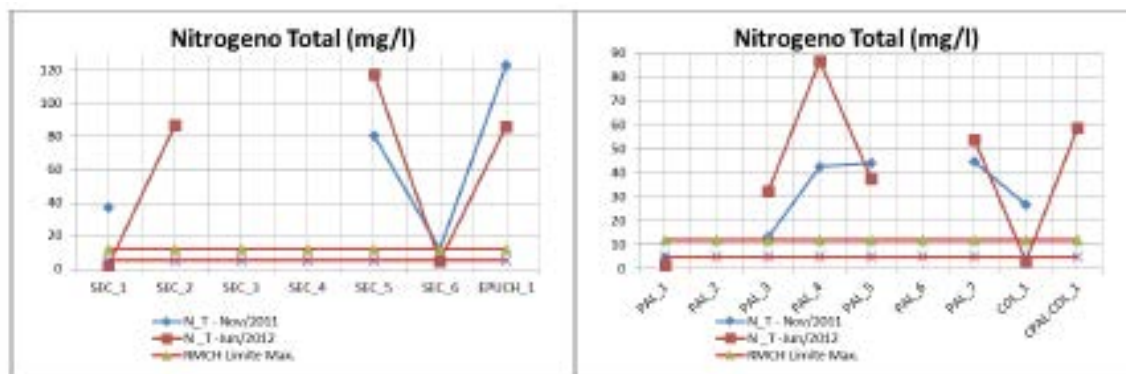 Nitrogeno Total (mg/l)
120
100
80
60
40
20
0
SEC_1 SEC_2 SEC_3 SEC_4 SEC_5 SEC_6 EPUCH_1
N_T - Nov/2011
N_T -Jun/2012
RMCH Limite Max.
Nitrogeno Total (mg/l)
90
80
70
60
50
40
30
20
10
0
PAL_1 PAL_2 PAL_3 PAL_4 PAL_5 PAL_6 PAL_7 COL_1 CPAL-COL_1
N_T - Nov/2011
N_T -Jun/2012
RMCH Limite Max.